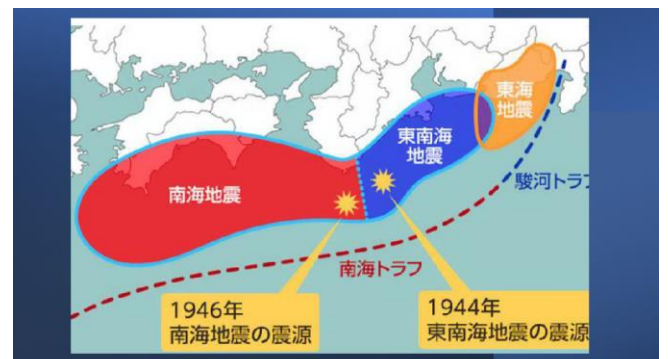 東海
地震
東南海
地震
南海地震
駿河トラフ
南海トラフ
1946年
南海地震の震源
1944年
東南海地震の震源